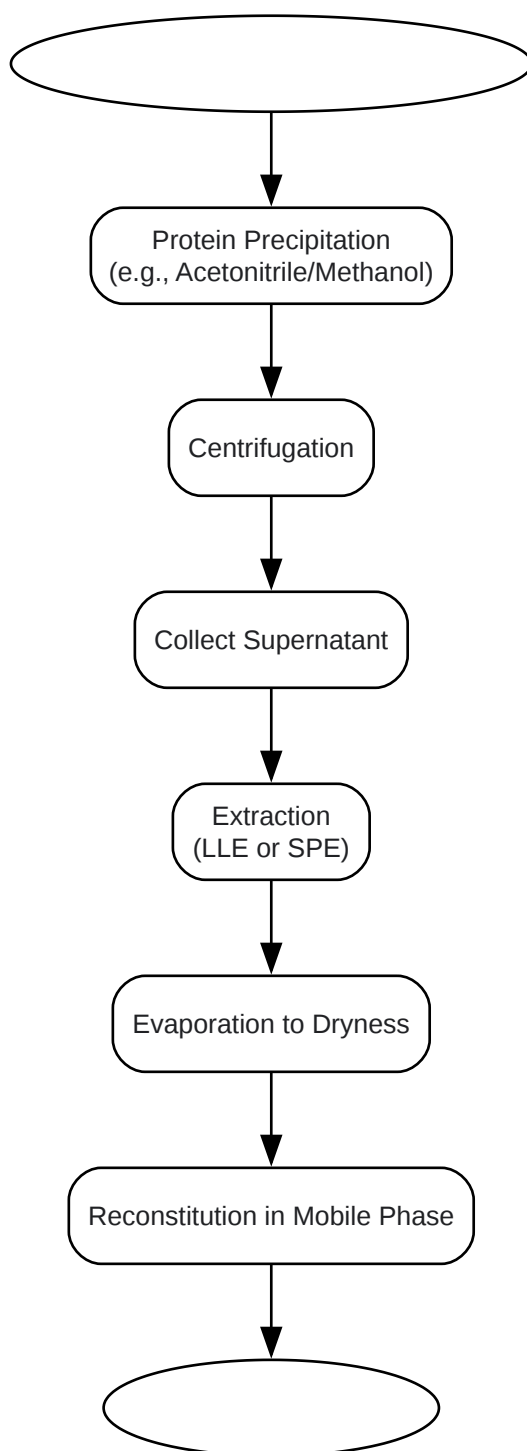 Protein Precipitation
(e.g., Acetonitrile/Methanol)
Centrifugation
Collect Supernatant
Extraction
(LLE or SPE)
Evaporation to Dryness
Reconstitution in Mobile Phase